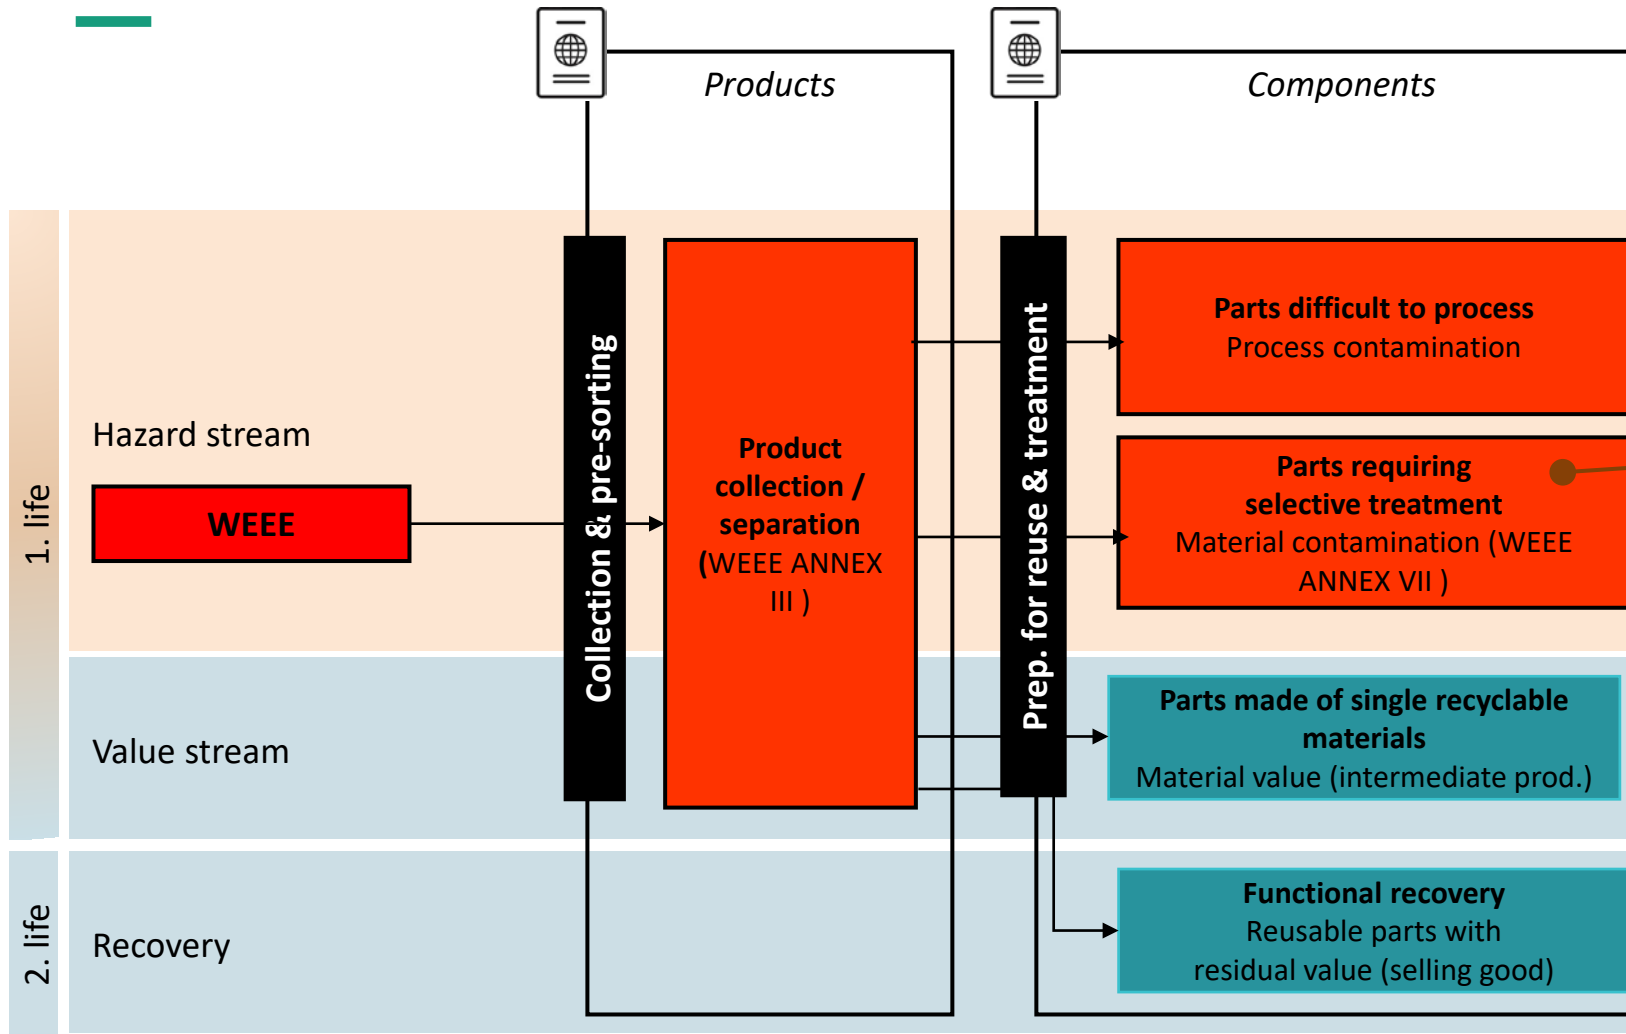 Products
Components
1. life
Hazard stream
WEEE
Collection & pre-sorting
Product
collection /
separation
(WEEE ANNEX
III )
Prep. for reuse & treatment
Parts difficult to process
Process contamination
Parts requiring
selective treatment
Material contamination (WEEE
ANNEX VII )
Value stream
Parts made of single recyclable
materials
Material value (intermediate prod.)
2. life
Recovery
Functional recovery
Reusable parts with
residual value (selling good)